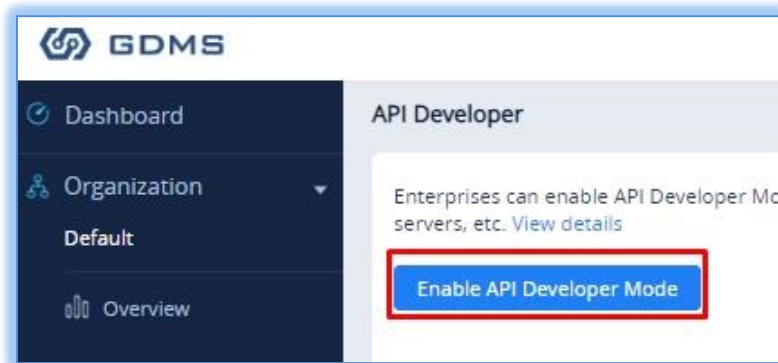 GDMS
Dashboard
Organization
Default
Overview
API Developer
Enterprises can enable API Developer
servers, etc. View details
Enable API Developer Mode